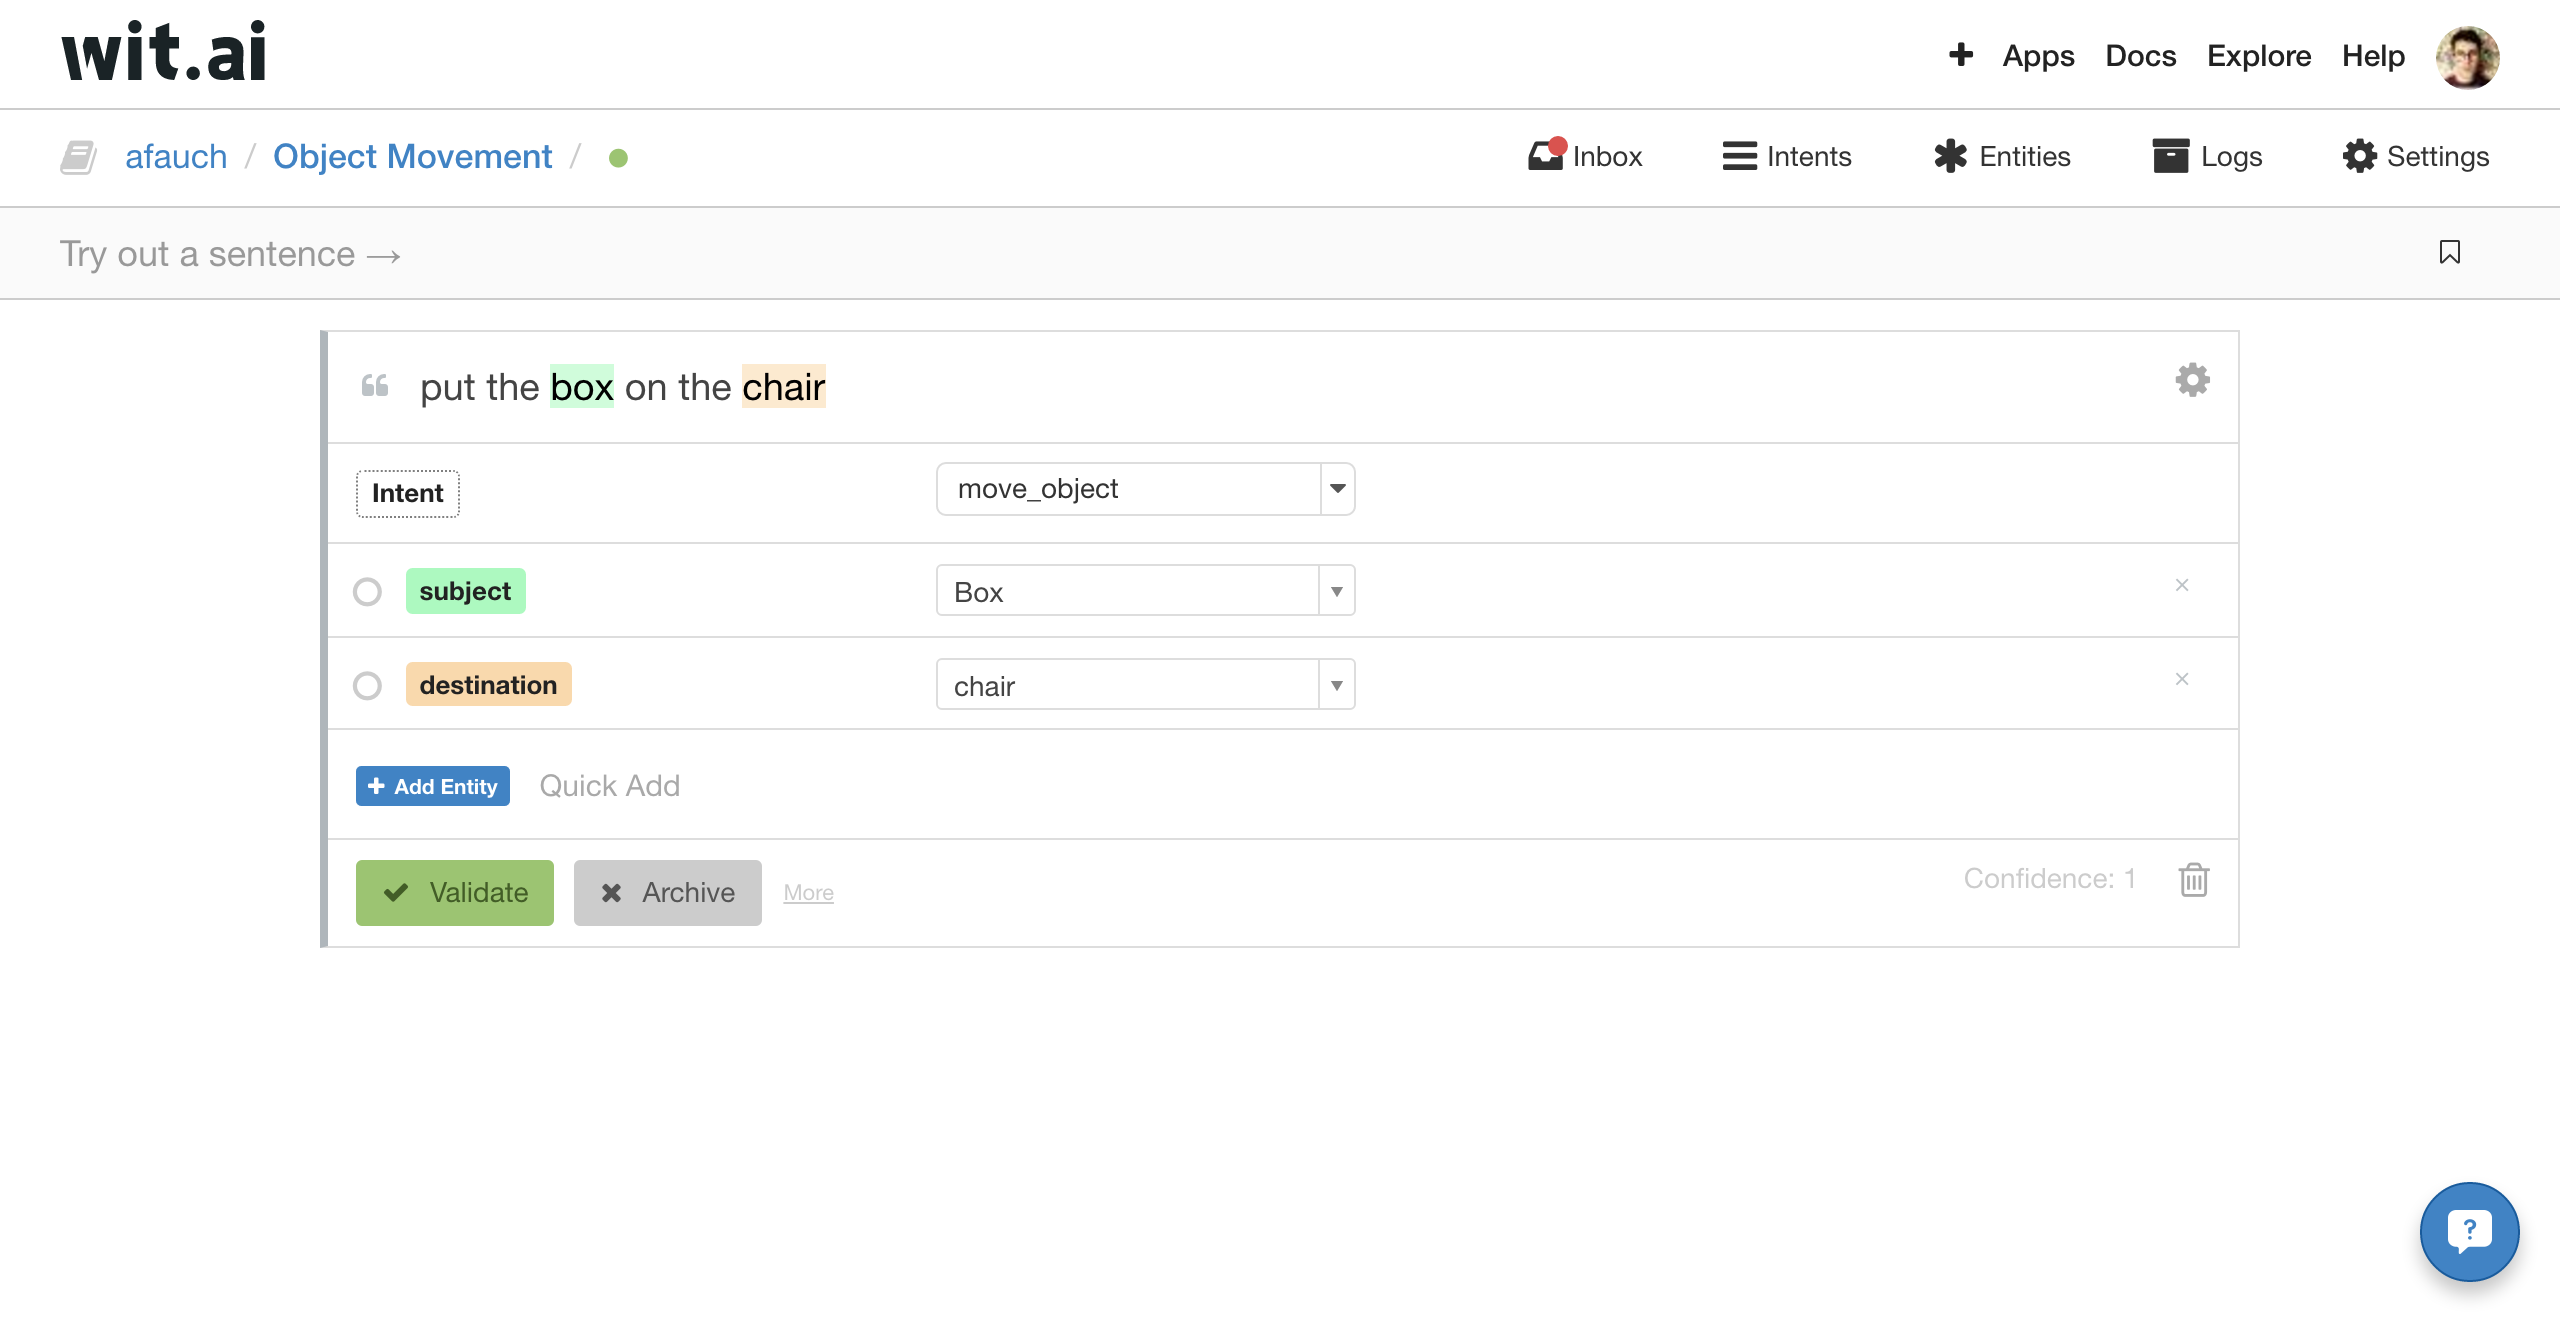 wit.ai
+ Apps Docs Explore Help
afauch / Object Movement /
Inbox Intents Entities Logs Settings
Try out a sentence →
“ put the box on the chair
Intent move_object
subject Box ×
destination chair ×
+ Add Entity Quick Add
Validate Archive More Confidence: 1
?